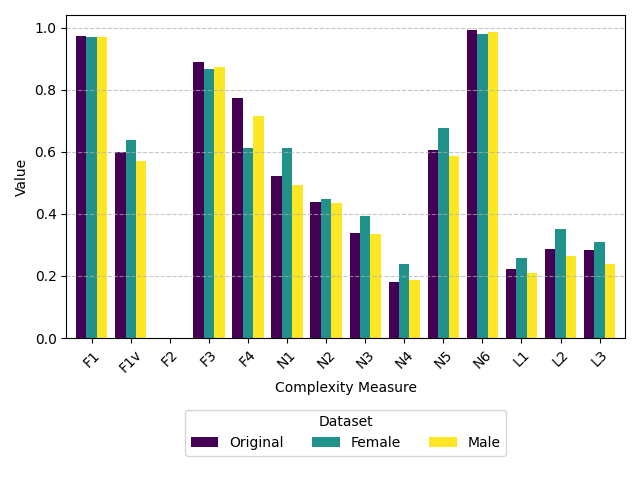 1.0
0.8
0.6
0.4
0.2
0.0
Value
F1 F1v F2 F3 F4 N1 N2 N3 N4 N5 N6 L1 L2 L3
Complexity Measure
Dataset
Original Female Male